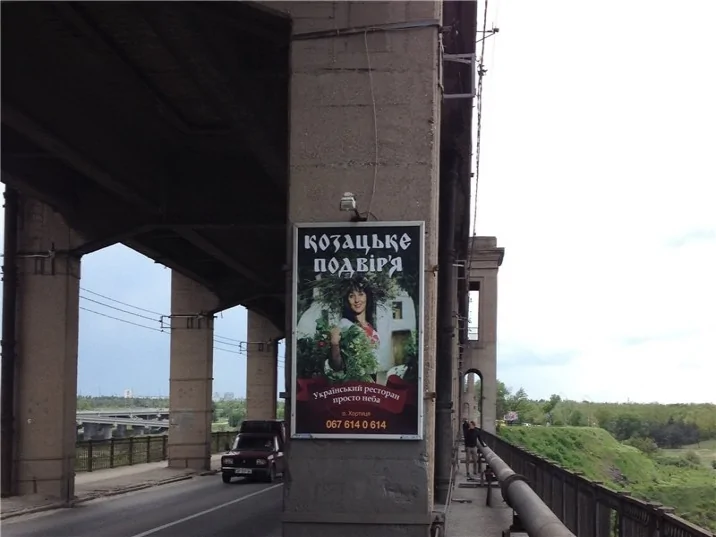 козацьке
подвір'я
Український ресторан
просто неба
о. Хортиця
067 614 0 614